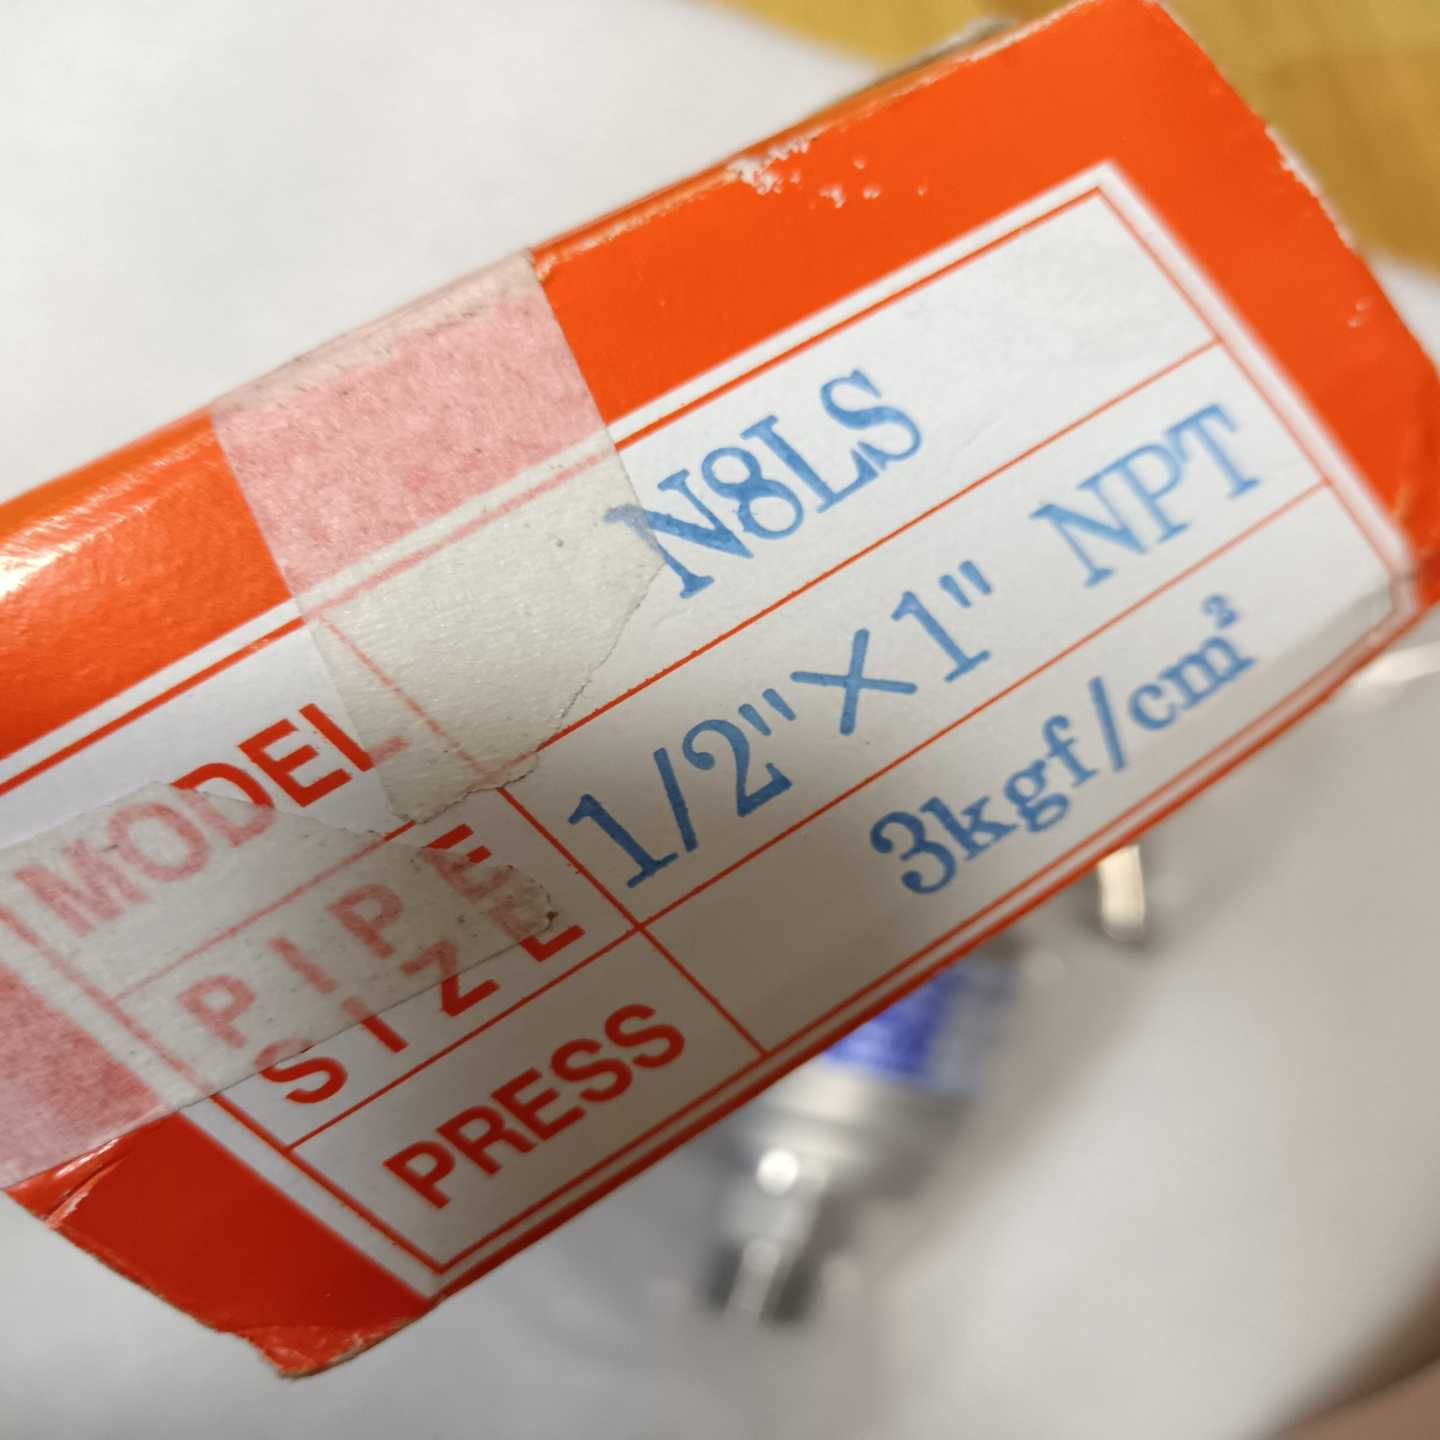 MODEL N8LS
PIPE SIZE 1/2"×1" NPT
PRESS 3kgf/cm²